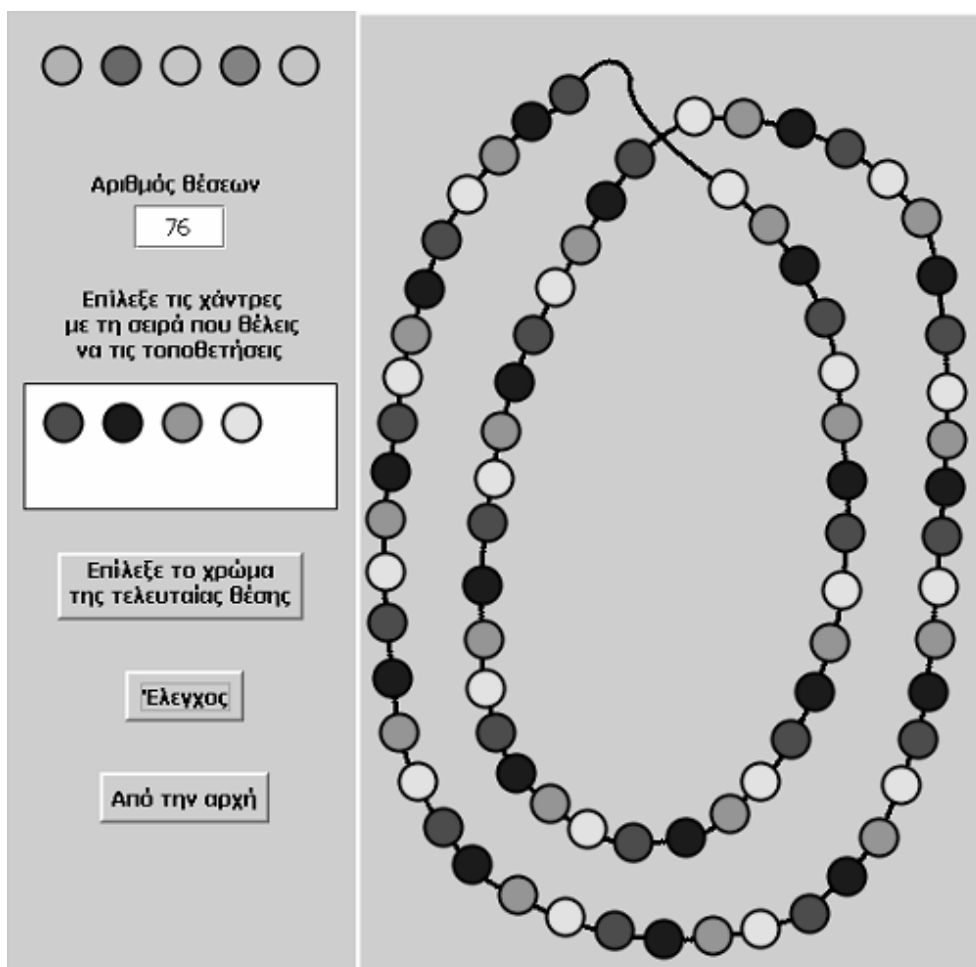 Αριθμός θέσεων
76
Επίλεξε τις χάντρες
με τη σειρά που θέλεις
να τις τοποθετήσεις
Επίλεξε το χρώμα
της τελευταίας θέσης
Έλεγχος
Από την αρχή